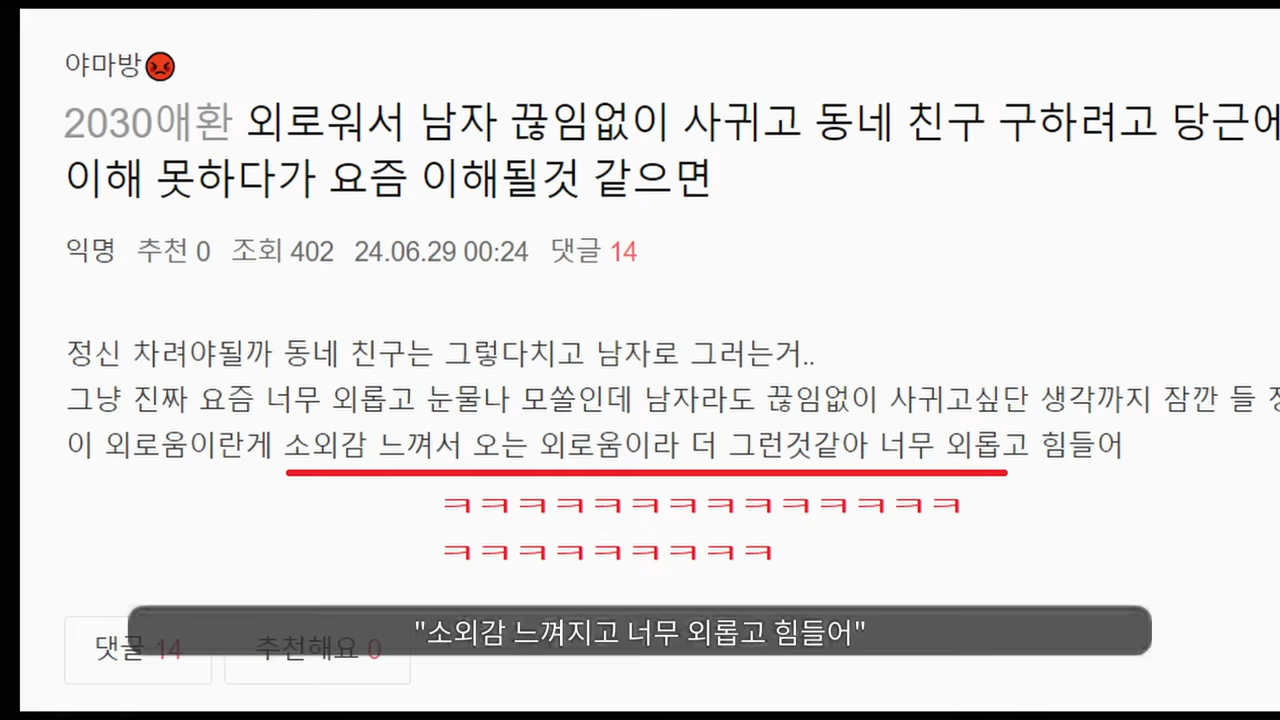 야마방
2030애환 외로워서 남자 끊임없이 사귀고 동네 친구 구하려고 당근에
이해 못하다가 요즘 이해될것 같으면
익명 추천 0 조회 402 24.06.29 00:24 댓글 14
정신 차려야될까 동네 친구는 그렇다치고 남자로 그러는거..
그냥 진짜 요즘 너무 외롭고 눈물나 모쏠인데 남자라도 끊임없이 사귀고싶단 생각까지 잠깐 들
이 외로움이란게 소외감 느껴서 오는 외로움이라 더 그런것같아 너무 외롭고 힘들어
ㅋㅋㅋㅋㅋㅋㅋㅋㅋㅋㅋㅋㅋㅋ
ㅋㅋㅋㅋㅋㅋㅋㅋㅋ
"소외감 느껴지고 너무 외롭고 힘들어"
댓글 14 추천해요 0